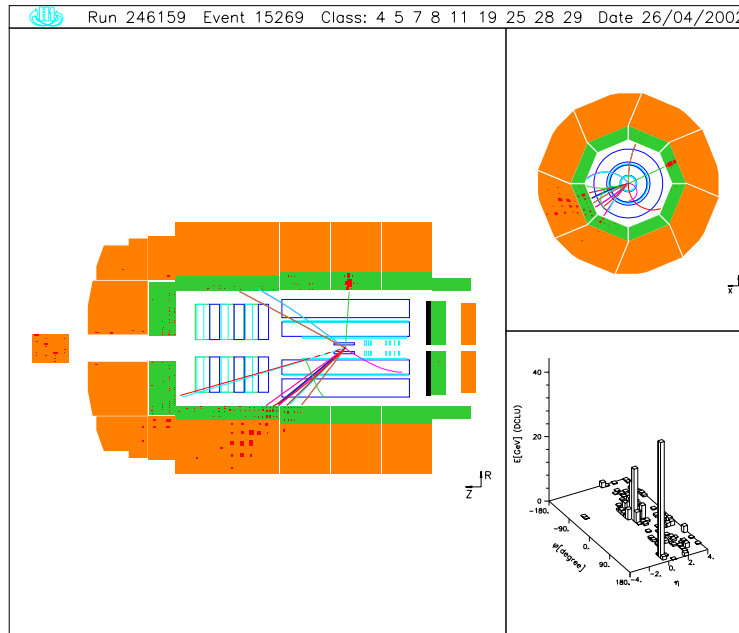 Run 246159 Event 15269 Class: 4 5 7 8 11 19 25 28 29 Date 26/04/2002
R
Z
x
E[GeV] (DCLU)
40
20
0
-180.
-90.
0.
90.
180.
φ[degree]
-4.
-2.
0.
2.
4.
η